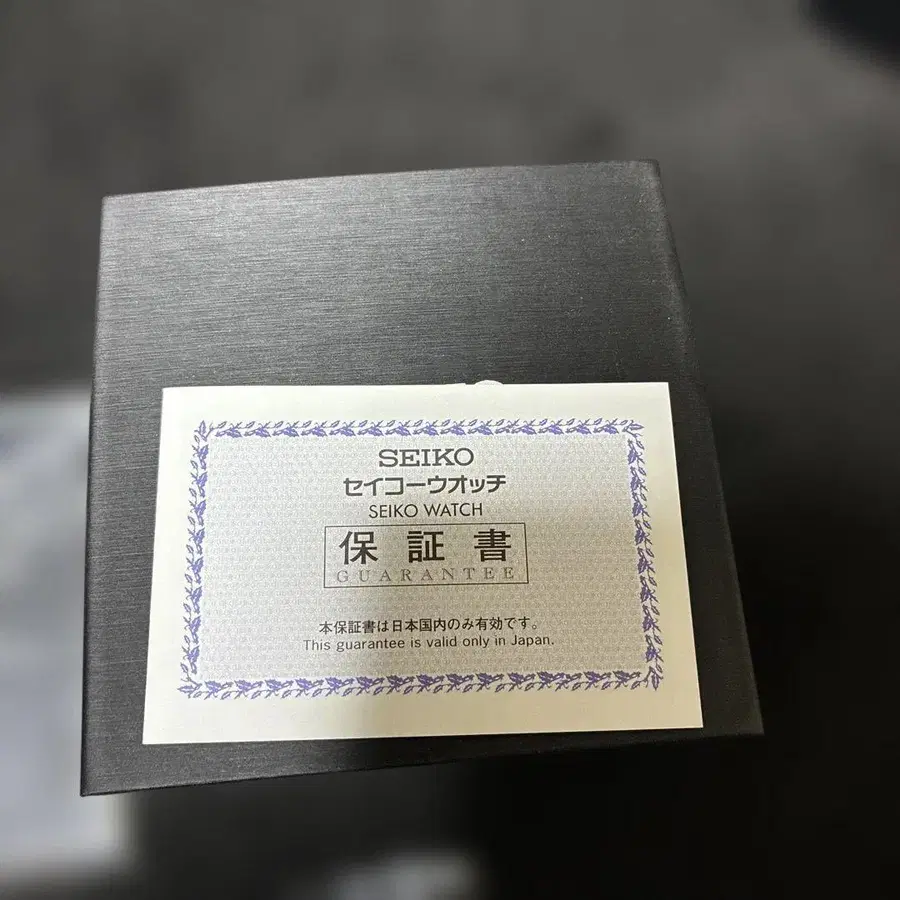 SEIKO
セイコーウオッチ
SEIKO WATCH
保証書
GUARANTEE
本保証書は日本国内のみ有効です。
This guarantee is valid only in Japan.